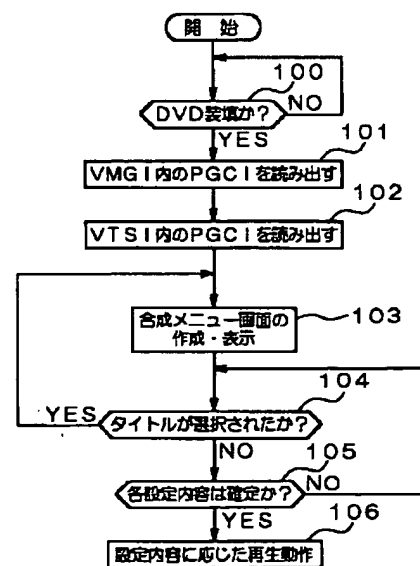 開始
100
DVD装填か?
NO
YES
101
VMGI内のPGCIを読み出す
102
VTSI内のPGCIを読み出す
合成メニュー画面の
作成・表示
103
104
YES
タイトルが選択されたか?
NO
105
各設定内容は確定か?
NO
YES
106
設定内容に応じた再生動作